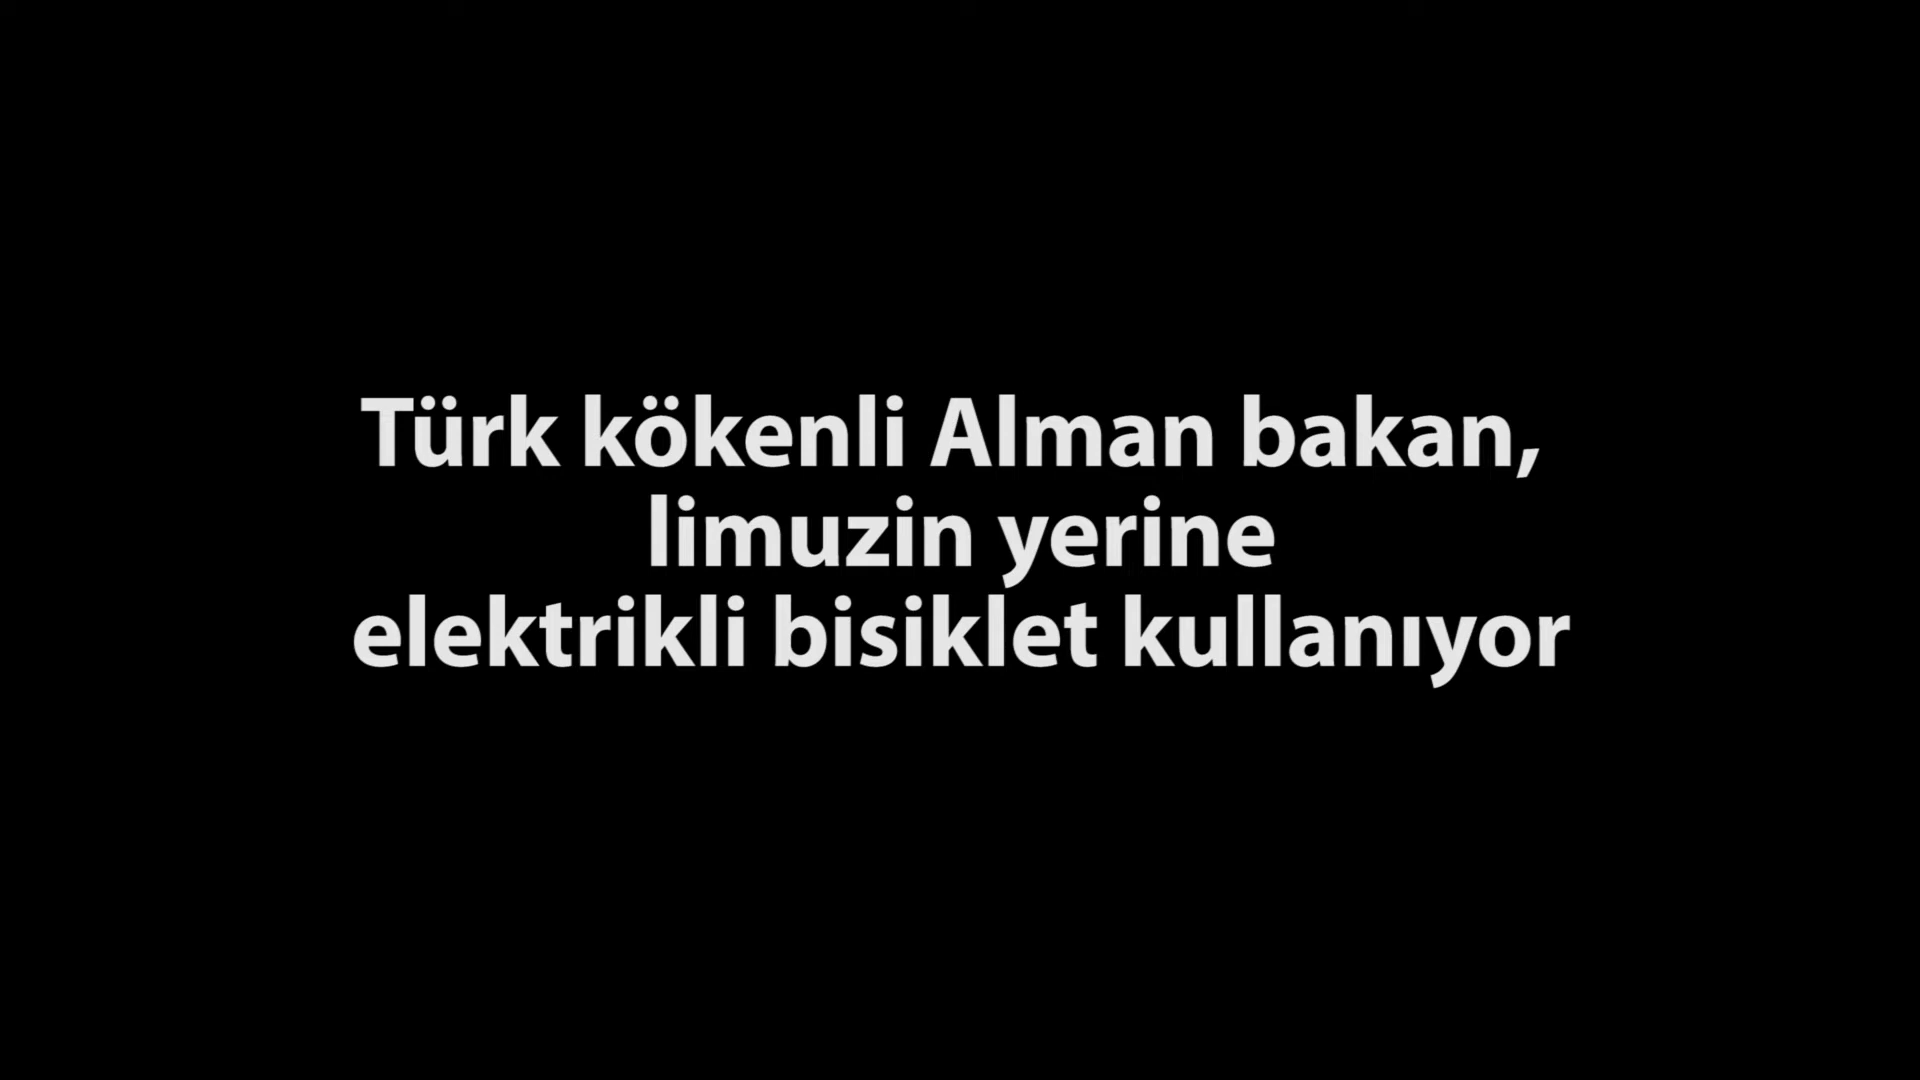 Türk kökenli Alman bakan,
limuzin yerine
elektrikli bisiklet kullanıyor